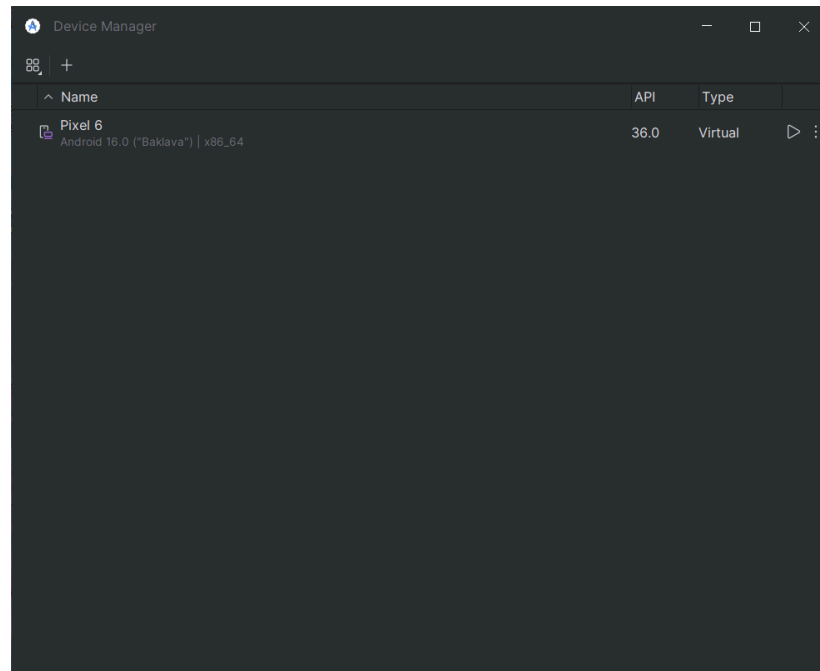 Device Manager
Name API Type
Pixel 6
Android 16.0 ("Baklava") | x86_64
36.0 Virtual